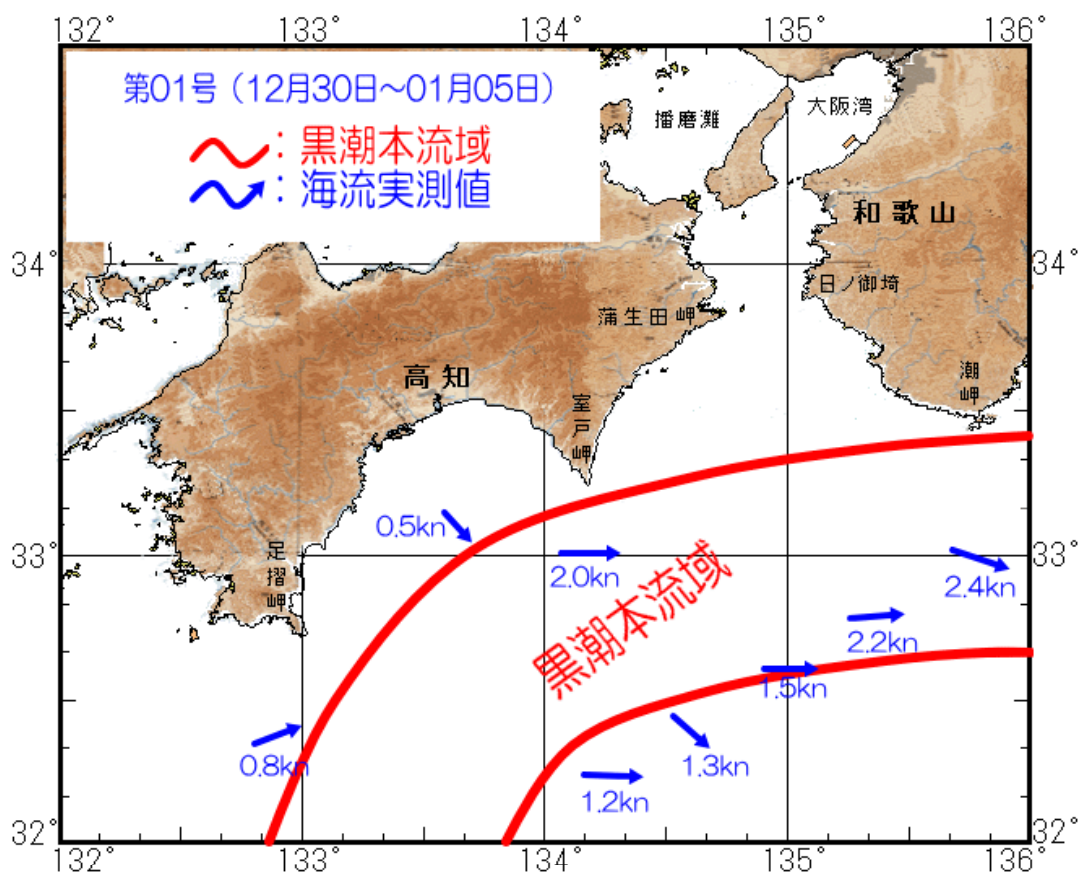 132° 133° 134° 135° 136°
第01号（12月30日～01月05日）
：黒潮本流域
：海流実測値
播磨灘
大阪湾
和歌山
34° 34°
日ノ御埼
蒲生田岬
高知
潮岬
室戸岬
0.5kn
33° 33°
2.0kn
2.4kn
足摺岬
黒潮本流域
2.2kn
1.5kn
0.8kn
1.3kn
1.2kn
32° 32°
132° 133° 134° 135° 136°